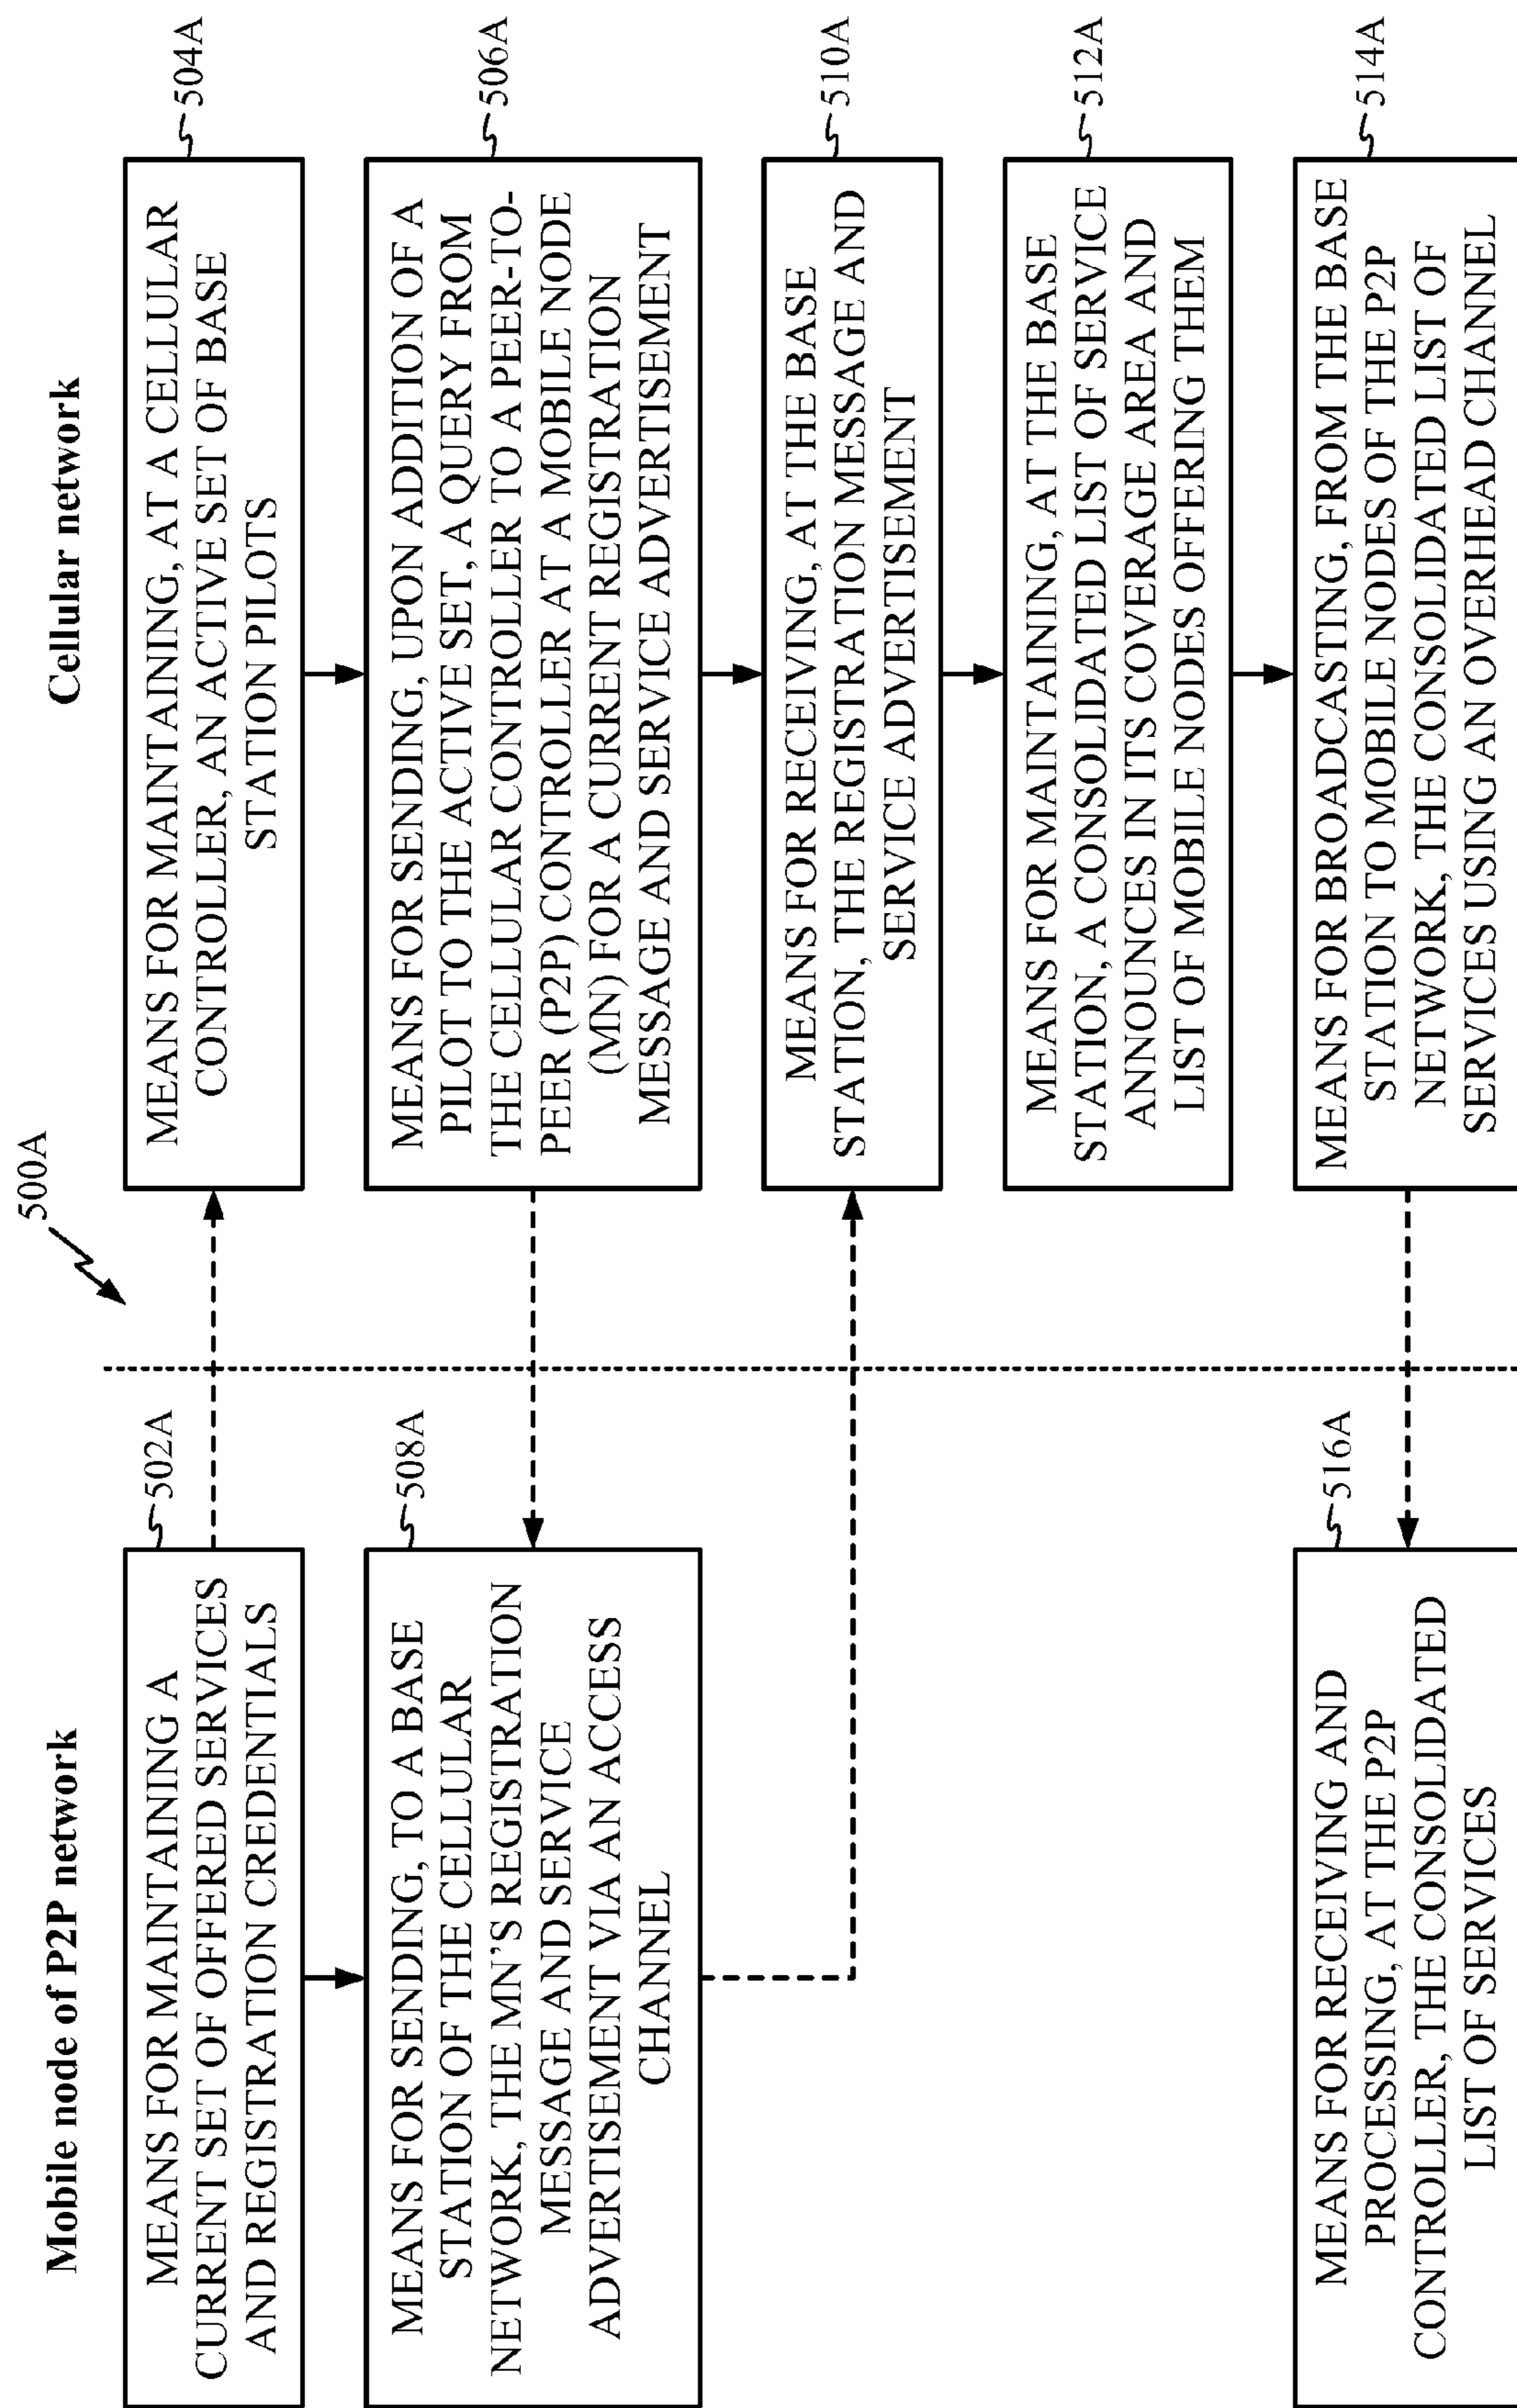 500A
Mobile node of P2P network
502A
MEANS FOR MAINTAINING A
CURRENT SET OF OFFERED SERVICES
AND REGISTRATION CREDENTIALS
508A
MEANS FOR SENDING, TO A BASE
STATION OF THE CELLULAR
NETWORK, THE MN'S REGISTRATION
MESSAGE AND SERVICE
ADVERTISEMENT VIA AN ACCESS
CHANNEL
516A
MEANS FOR RECEIVING AND
PROCESSING, AT THE P2P
CONTROLLER, THE CONSOLIDATED
LIST OF SERVICES
Cellular network
MEANS FOR MAINTAINING, AT A CELLULAR
CONTROLLER, AN ACTIVE SET OF BASE
STATION PILOTS
504A
MEANS FOR SENDING, UPON ADDITION OF A
PILOT TO THE ACTIVE SET, A QUERY FROM
THE CELLULAR CONTROLLER TO A PEER-TO-
PEER (P2P) CONTROLLER AT A MOBILE NODE
(MN) FOR A CURRENT REGISTRATION
MESSAGE AND SERVICE ADVERTISEMENT
506A
MEANS FOR RECEIVING, AT THE BASE
STATION, THE REGISTRATION MESSAGE AND
SERVICE ADVERTISEMENT
510A
MEANS FOR MAINTAINING, AT THE BASE
STATION, A CONSOLIDATED LIST OF SERVICE
ANNOUNCES IN ITS COVERAGE AREA AND
LIST OF MOBILE NODES OFFERING THEM
512A
MEANS FOR BROADCASTING, FROM THE BASE
STATION TO MOBILE NODES OF THE P2P
NETWORK, THE CONSOLIDATED LIST OF
SERVICES USING AN OVERHEAD CHANNEL
514A